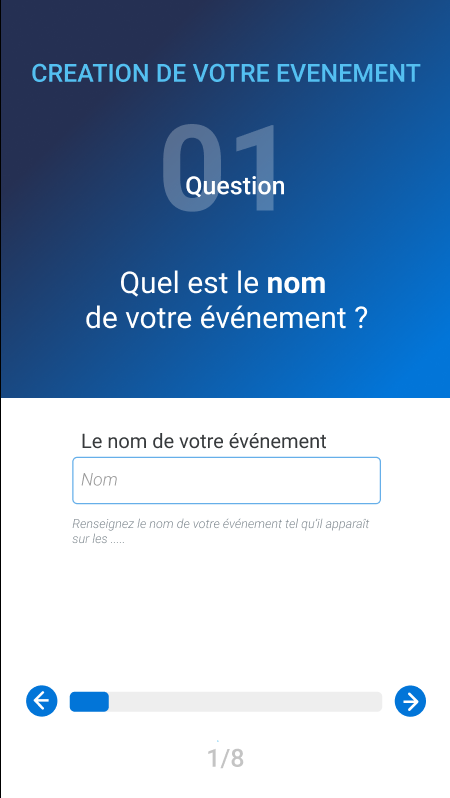 CREATION DE VOTRE EVENEMENT
01
Question
Quel est le nom
de votre événement ?
Le nom de votre événement
Nom
Renseignez le nom de votre événement tel qu'il apparaît
sur les .....
1/8